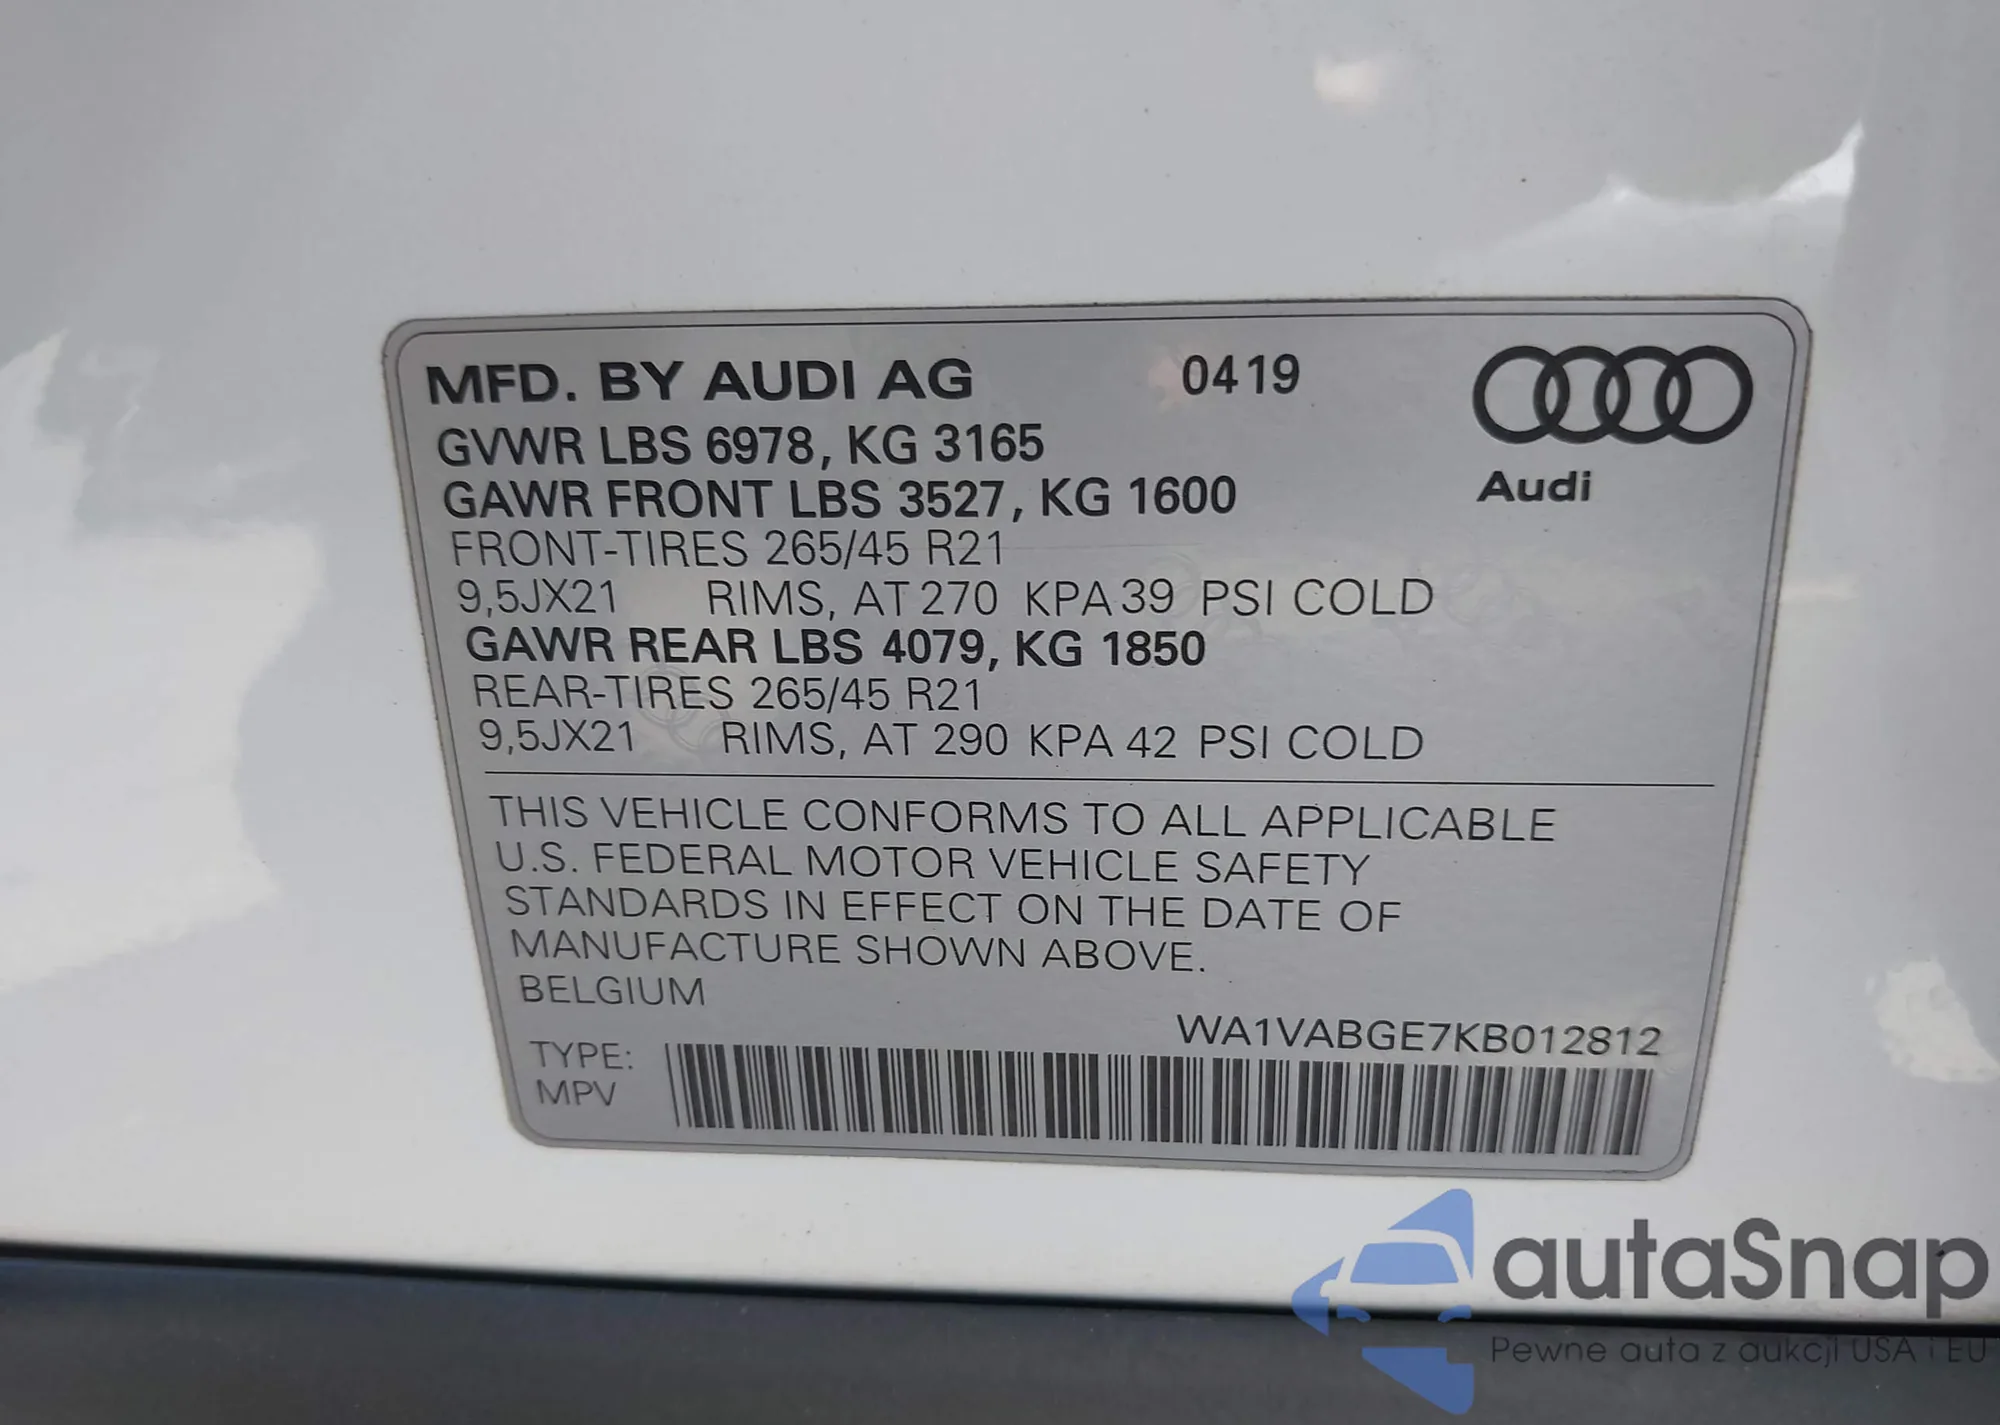 MFD. BY AUDI AG 0419
GVWR LBS 6978, KG 3165
GAWR FRONT LBS 3527, KG 1600
Audi
FRONT-TIRES 265/45 R21
9,5JX21 RIMS, AT 270 KPA 39 PSI COLD
GAWR REAR LBS 4079, KG 1850
REAR-TIRES 265/45 R21
9,5JX21 RIMS, AT 290 KPA 42 PSI COLD
THIS VEHICLE CONFORMS TO ALL APPLICABLE
U.S. FEDERAL MOTOR VEHICLE SAFETY
STANDARDS IN EFFECT ON THE DATE OF
MANUFACTURE SHOWN ABOVE.
BELGIUM
WA1VABGE7KB012812
TYPE:
MPV
autaSnap
Pewne auta z aukcji USA i EU